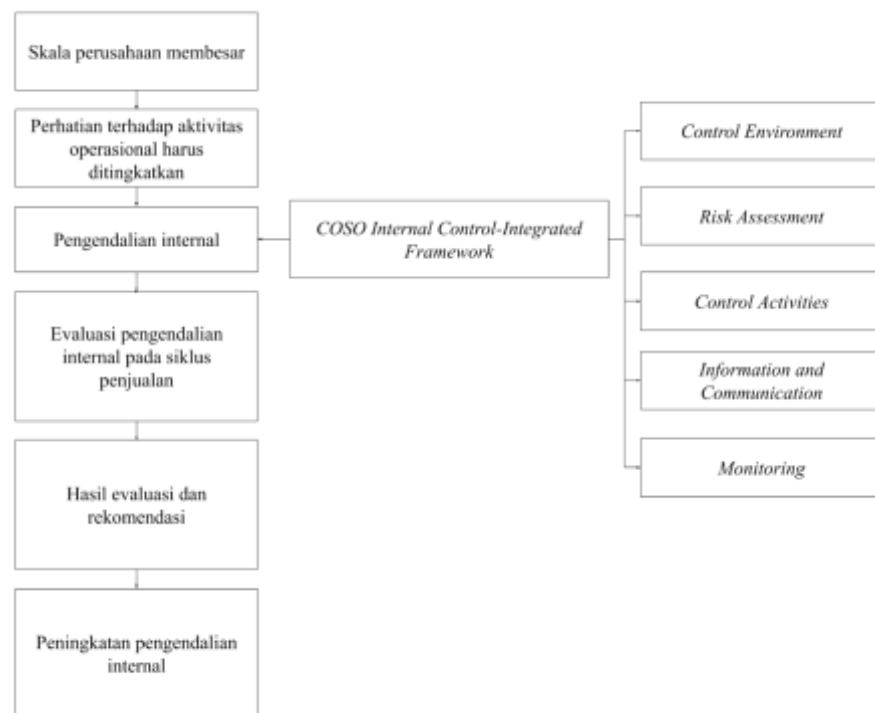 Skala perusahaan membesar
Perhatian terhadap aktivitas
operasional harus
ditingkatkan
Pengendalian internal
Evaluasi pengendalian
internal pada siklus
penjualan
Hasil evaluasi dan
rekomendasi
Peningkatan pengendalian
internal
COSO Internal Control-Integrated
Framework
Control Environment
Risk Assessment
Control Activities
Information and
Communication
Monitoring